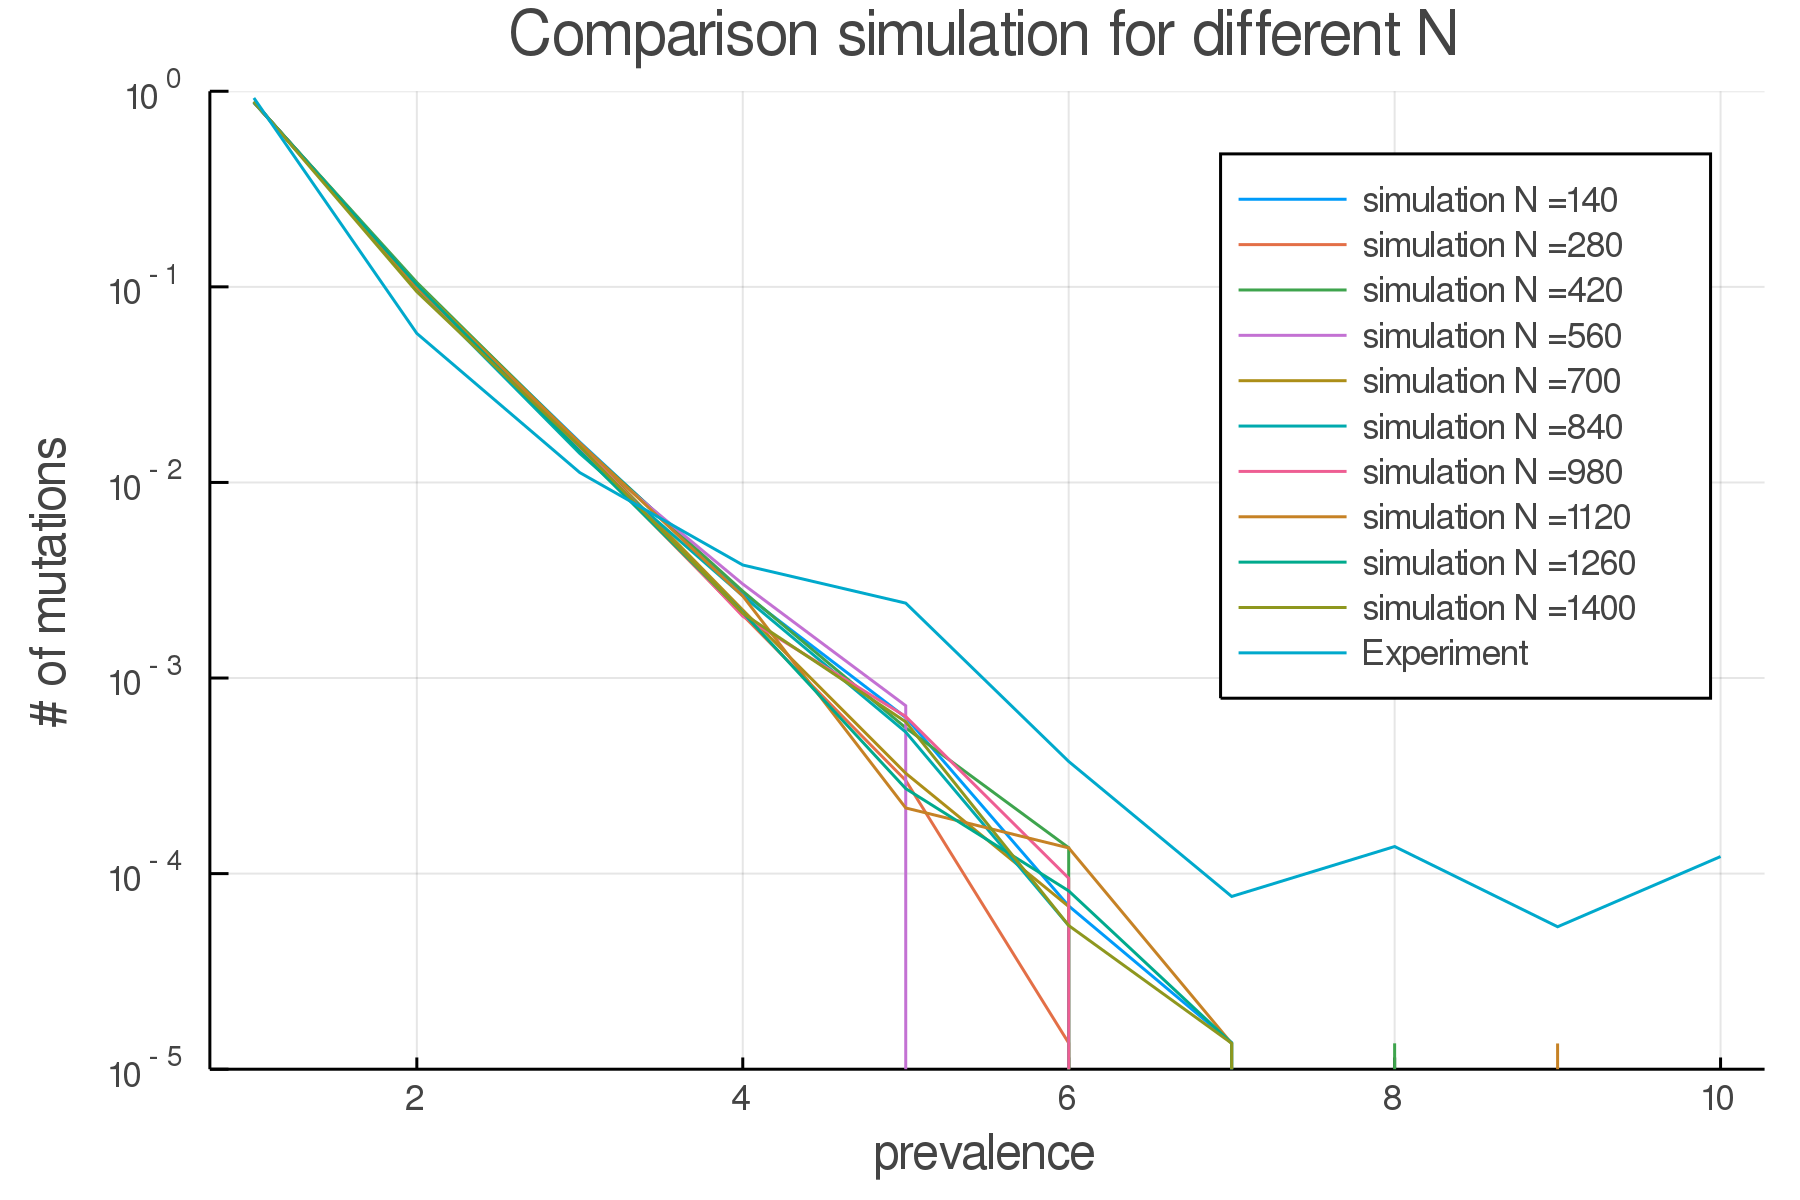 Comparison simulation for different N
10^0
10^-1
10^-2
10^-3
10^-4
10^-5
# of mutations
simulation N =140
simulation N =280
simulation N =420
simulation N =560
simulation N =700
simulation N =840
simulation N =980
simulation N =1120
simulation N =1260
simulation N =1400
Experiment
2 4 6 8 10
prevalence